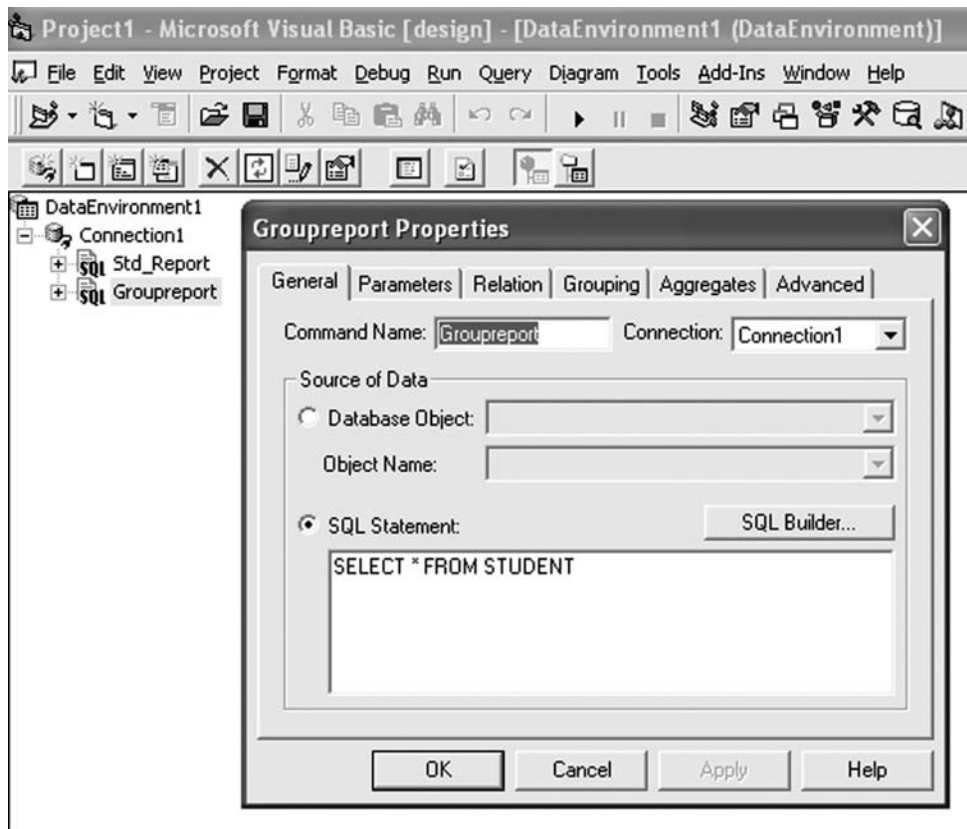 Project1 - Microsoft Visual Basic [design] - [DataEnvironment1 (DataEnvironment)]
File Edit View Project Format Debug Run Query Diagram Tools Add-Ins Window Help
DataEnvironment1
Connection1
SQL Std_Report
SQL Groupreport
Groupreport Properties
General Parameters Relation Grouping Aggregates Advanced
Command Name: Groupreport Connection: Connection1
Source of Data
Database Object:
Object Name:
SQL Statement: SQL Builder...
SELECT * FROM STUDENT
OK Cancel Apply Help